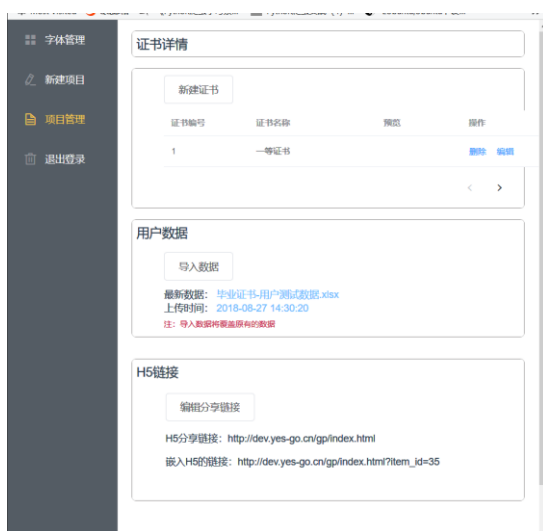 字体管理
新建项目
项目管理
退出登录
证书详情
新建证书
证书编号 证书名称 预览 操作
1 一等证书 删除 编辑
用户数据
导入数据
最新数据： 毕业证书-用户测试数据.xlsx
上传时间： 2018-08-27 14:30:20
注：导入数据将覆盖原有的数据
H5链接
编辑分享链接
H5分享链接：http://dev.yes-go.cn/gp/index.html
嵌入H5的链接：http://dev.yes-go.cn/gp/index.html?item_id=35